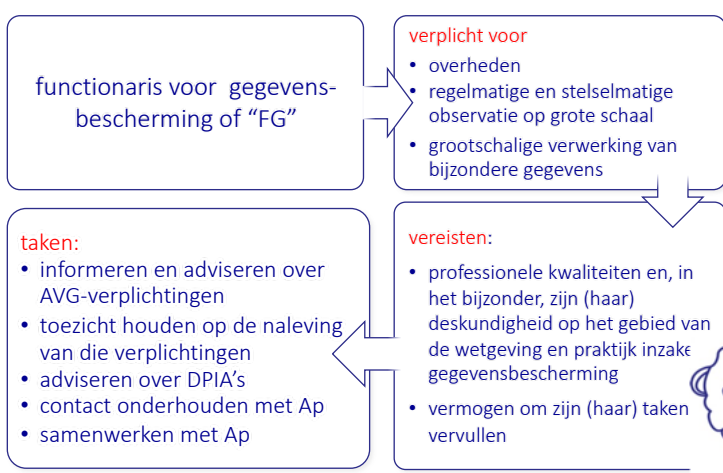 functionaris voor gegevens-
bescherming of “FG”
verplicht voor
• overheden
• regelmatige en stelselmatige
observatie op grote schaal
• grootschalige verwerking van
bijzondere gegevens
vereisten:
• professionele kwaliteiten en, in
het bijzonder, zijn (haar)
deskundigheid op het gebied van
de wetgeving en praktijk inzake
gegevensbescherming
• vermogen om zijn (haar) taken
vervullen
taken:
• informeren en adviseren over
AVG-verplichtingen
• toezicht houden op de naleving
van die verplichtingen
• adviseren over DPIA’s
• contact onderhouden met Ap
• samenwerken met Ap